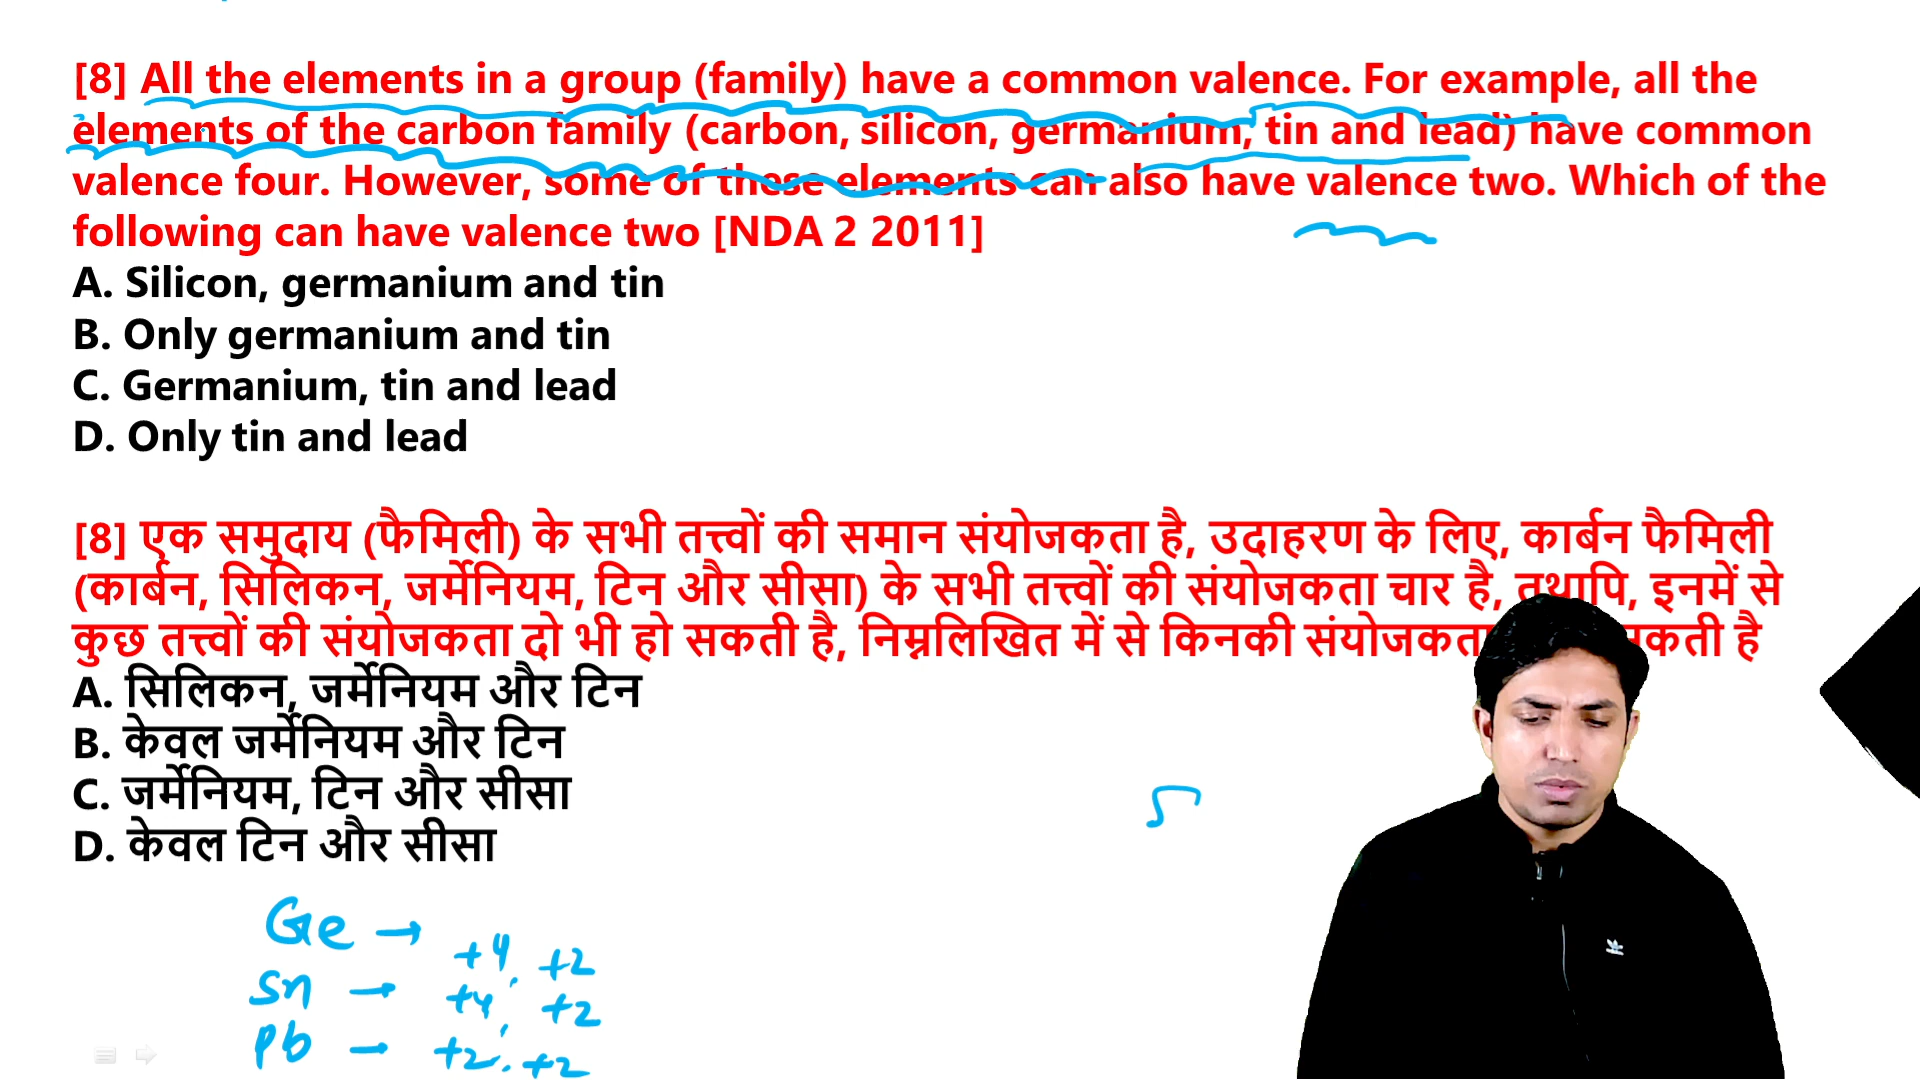 [8] All the elements in a group (family) have a common valence. For example, all the
elements of the carbon family (carbon, silicon, germanium, tin and lead) have common
valence four. However, some of these elements can also have valence two. Which of the
following can have valence two [NDA 2 2011]
A. Silicon, germanium and tin
B. Only germanium and tin
C. Germanium, tin and lead
D. Only tin and lead
[8] एक समुदाय (फैमिली) के सभी तत्त्वों की समान संयोजकता है, उदाहरण के लिए, कार्बन फैमिली
(कार्बन, सिलिकन, जर्मेनियम, टिन और सीसा) के सभी तत्त्वों की संयोजकता चार है, तथापि, इनमें से
कुछ तत्त्वों की संयोजकता दो भी हो सकती है, निम्नलिखित में से किनकी संयोजकता सकती है
A. सिलिकन, जर्मेनियम और टिन
B. केवल जर्मेनियम और टिन
C. जर्मेनियम, टिन और सीसा
D. केवल टिन और सीसा
Ge → +4, +2
Sn → +4, +2
Pb → +2, +2